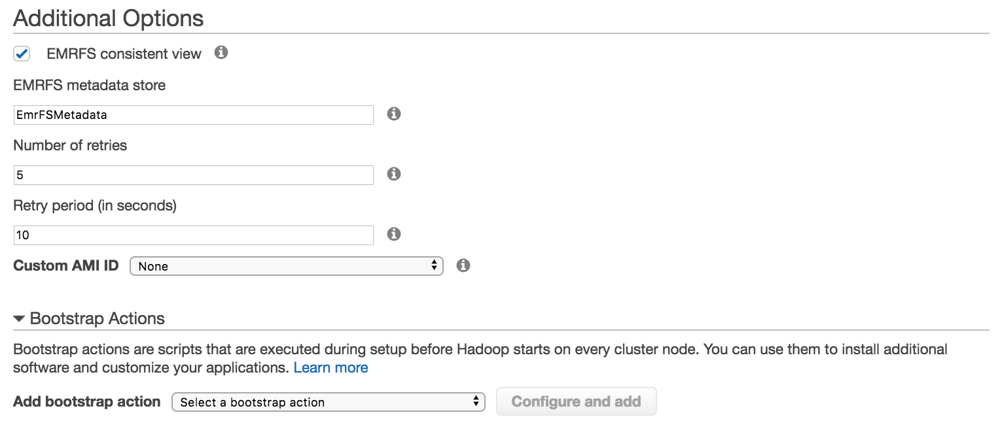 Additional Options
EMRFS consistent view
EMRFS metadata store
EmrFSMetadata
Number of retries
5
Retry period (in seconds)
10
Custom AMI ID None
Bootstrap Actions
Bootstrap actions are scripts that are executed during setup before Hadoop starts on every cluster node. You can use them to install additional
software and customize your applications. Learn more
Add bootstrap action Select a bootstrap action Configure and add